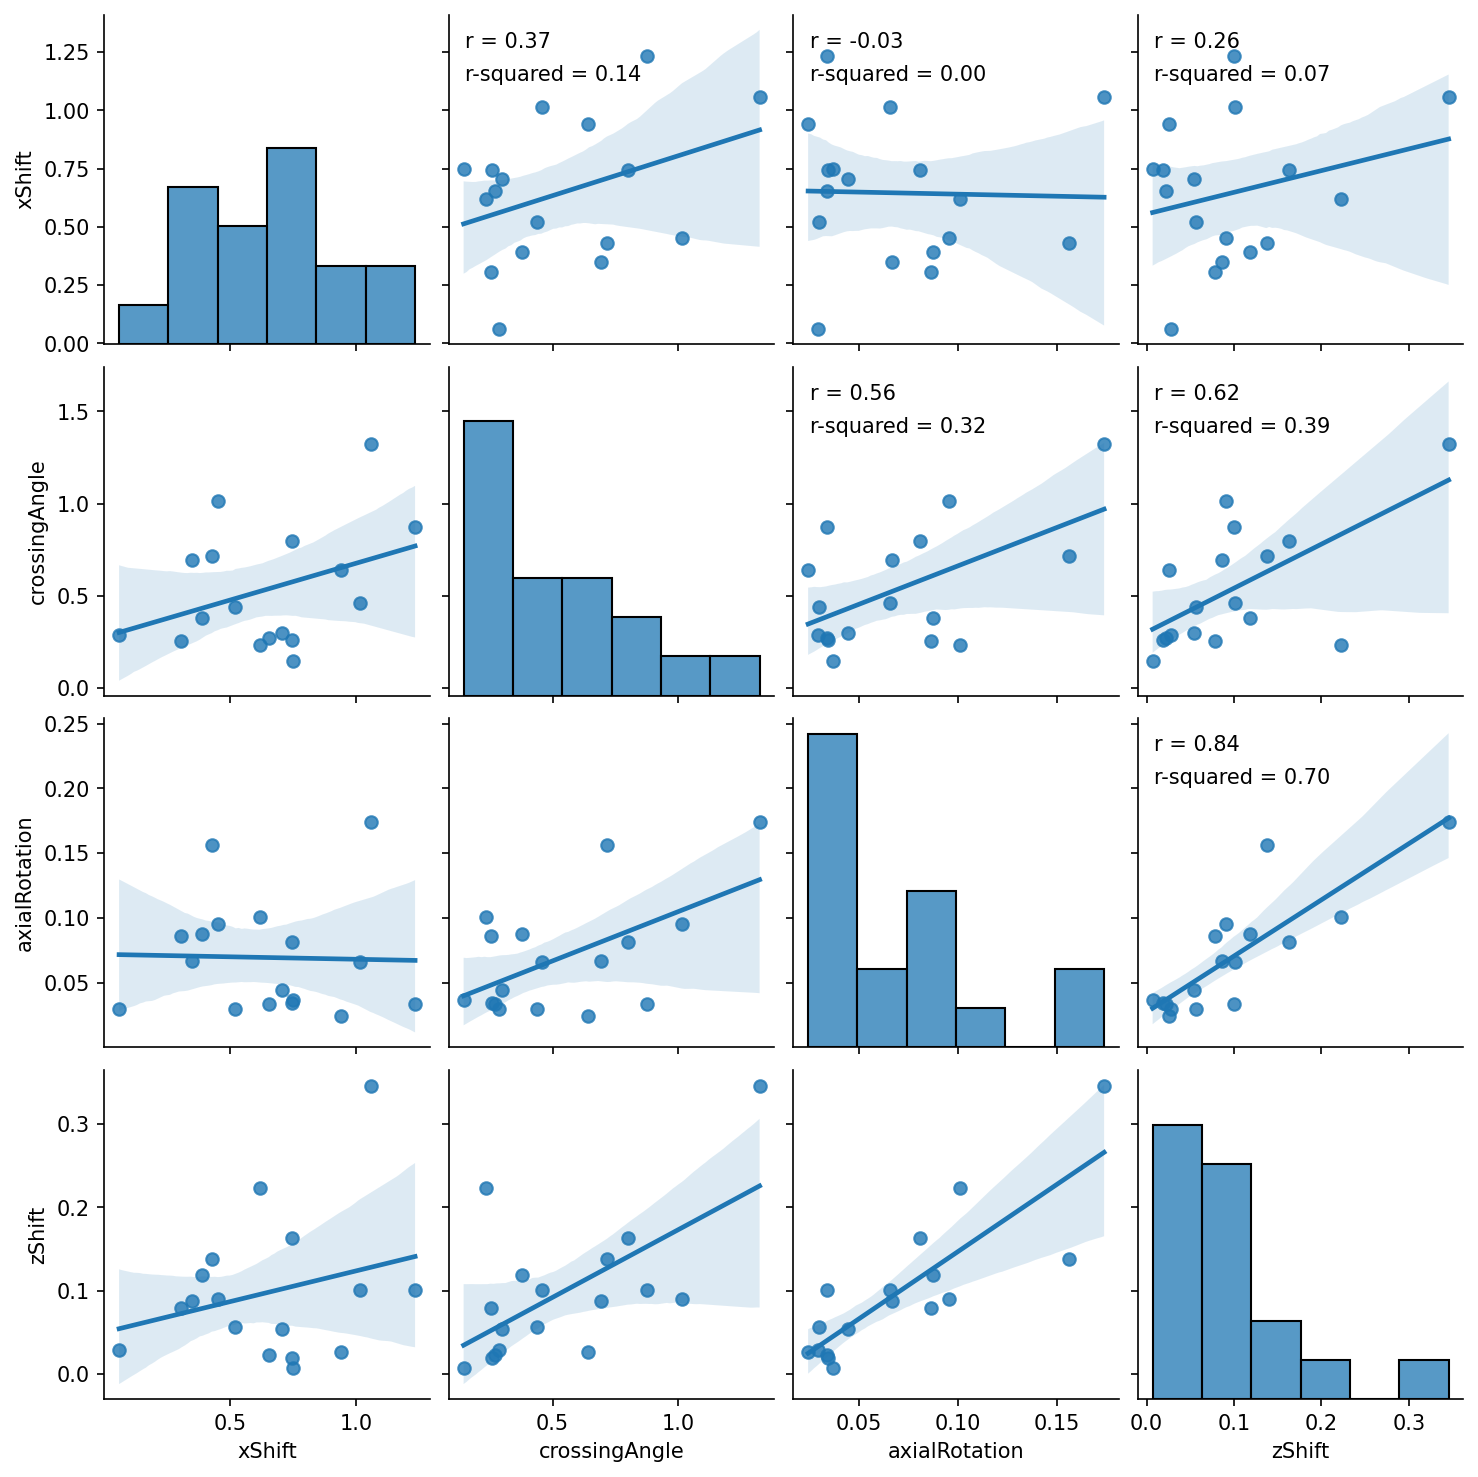 1.25
1.00
0.75
0.50
0.25
0.00
xShift
r = 0.37
r-squared = 0.14
r = -0.03
r-squared = 0.00
r = 0.26
r-squared = 0.07
1.5
1.0
0.5
0.0
crossingAngle
r = 0.56
r-squared = 0.32
r = 0.62
r-squared = 0.39
0.25
0.20
0.15
0.10
0.05
axialRotation
r = 0.84
r-squared = 0.70
0.3
0.2
0.1
0.0
zShift
0.5 1.0
0.5 1.0
0.05 0.10 0.15
0.0 0.1 0.2 0.3
xShift
crossingAngle
axialRotation
zShift